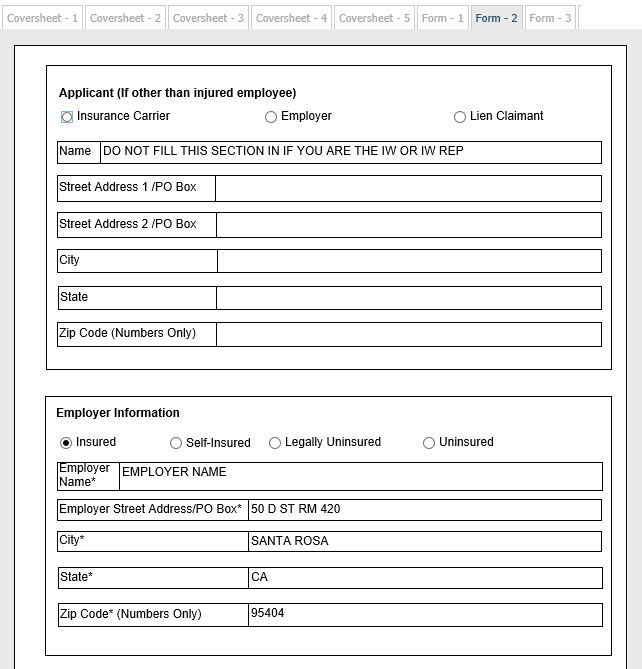 Coversheet - 1 Coversheet - 2 Coversheet - 3 Coversheet - 4 Coversheet - 5 Form - 1 Form - 2 Form - 3
Applicant (If other than injured employee)
Insurance Carrier Employer Lien Claimant
Name DO NOT FILL THIS SECTION IN IF YOU ARE THE IW OR IW REP
Street Address 1 /PO Box
Street Address 2 /PO Box
City
State
Zip Code (Numbers Only)
Employer Information
Insured Self-Insured Legally Uninsured Uninsured
Employer
Name* EMPLOYER NAME
Employer Street Address/PO Box* 50 D ST RM 420
City* SANTA ROSA
State* CA
Zip Code* (Numbers Only) 95404